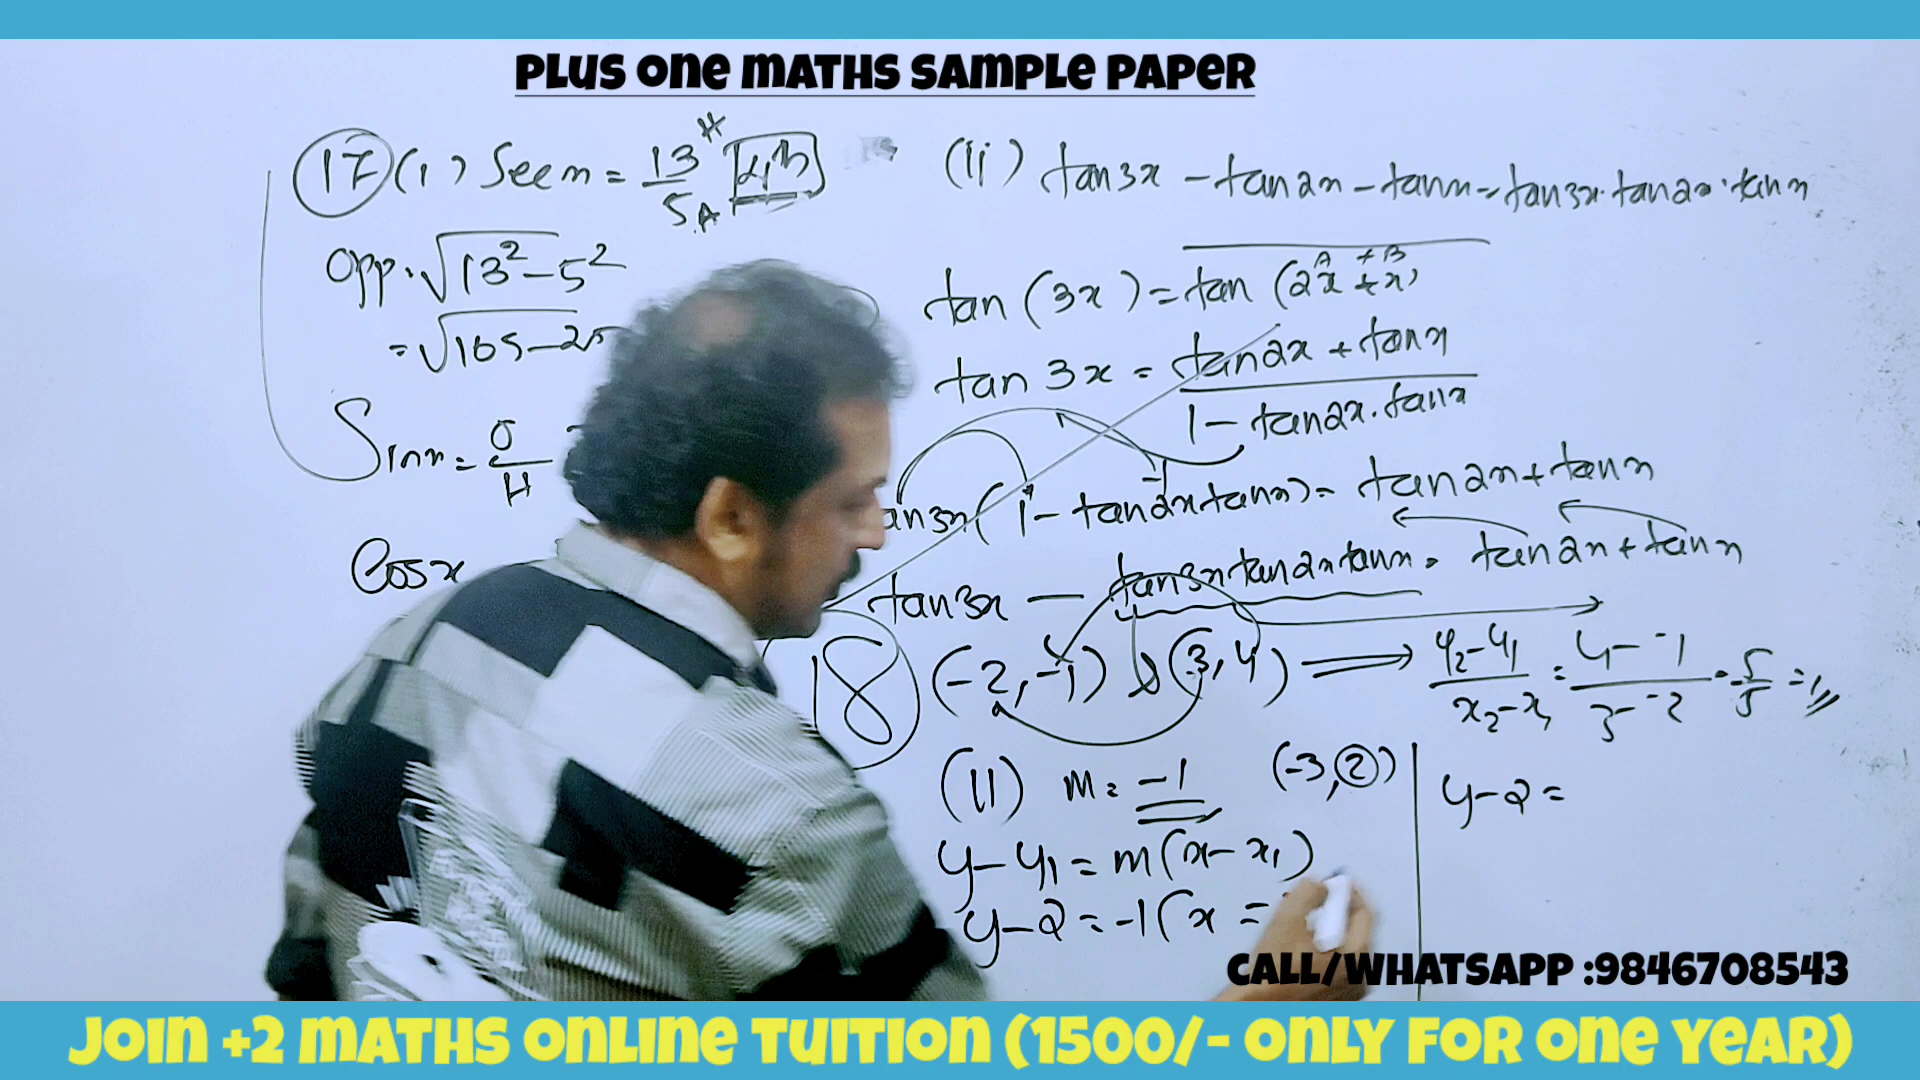 PLUS ONE MATHS SAMPLE PAPER
17 (i) Sec x = 13 H / 5 A
Opp = √13² - 5²
= √165 - 25
Sin x = O / H
Cos x
(ii) tan 3x - tan 2x - tan x = tan 3x . tan 2x . tan x
A + B
tan (3x) = tan (2x + x)
tan 3x = tan 2x + tan x / 1 - tan 2x . tan x
an 3x (1 - tan 2x tan x) = tan 2x + tan x
tan 3x - tan 3x tan 2x tan x = tan 2x + tan x
18 (-2, -1) & (3, 4) ⟹ y₂ - y₁ / x₂ - x₁ = 4 - -1 / 3 - -2 = 5 / 5 = 1
(ii) m = -1 (-3, 2)
y - y₁ = m (x - x₁)
y - 2 = -1 (x -
y - 2 =
CALL/WHATSAPP :9846708543
JOIN +2 MATHS ONLINE TUITION (1500/- ONLY FOR ONE YEAR)